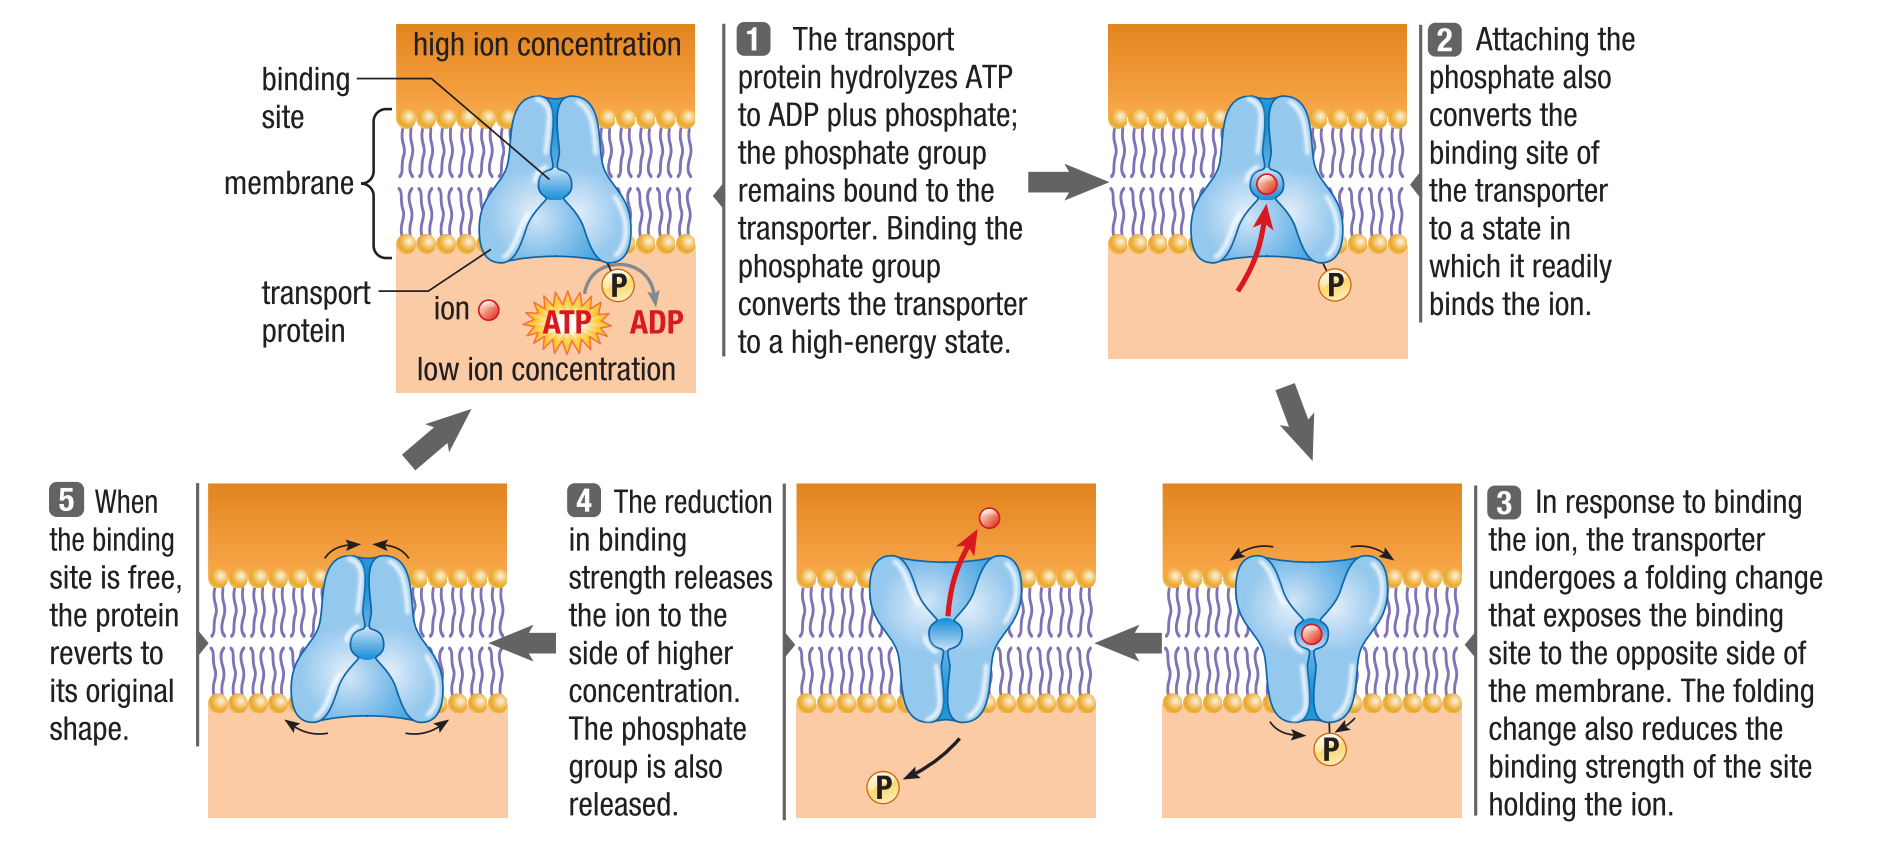 high ion concentration
binding
site
membrane
transport
protein
ion
P
ATP
ADP
low ion concentration
1 The transport
protein hydrolyzes ATP
to ADP plus phosphate;
the phosphate group
remains bound to the
transporter. Binding the
phosphate group
converts the transporter
to a high-energy state.
P
2 Attaching the
phosphate also
converts the
binding site of
the transporter
to a state in
which it readily
binds the ion.
P
3 In response to binding
the ion, the transporter
undergoes a folding change
that exposes the binding
site to the opposite side of
the membrane. The folding
change also reduces the
binding strength of the site
holding the ion.
4 The reduction
in binding
strength releases
the ion to the
side of higher
concentration.
The phosphate
group is also
released.
P
5 When
the binding
site is free,
the protein
reverts to
its original
shape.